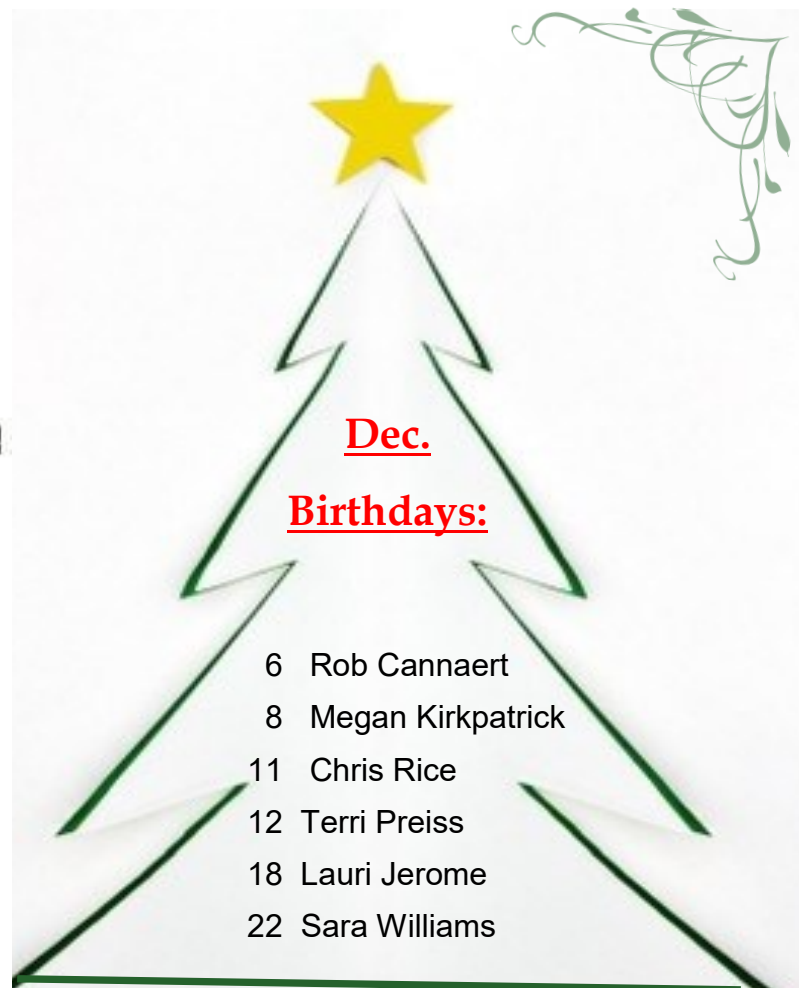 Dec.
Birthdays:
6 Rob Cannaert
8 Megan Kirkpatrick
11 Chris Rice
12 Terri Preiss
18 Lauri Jerome
22 Sara Williams